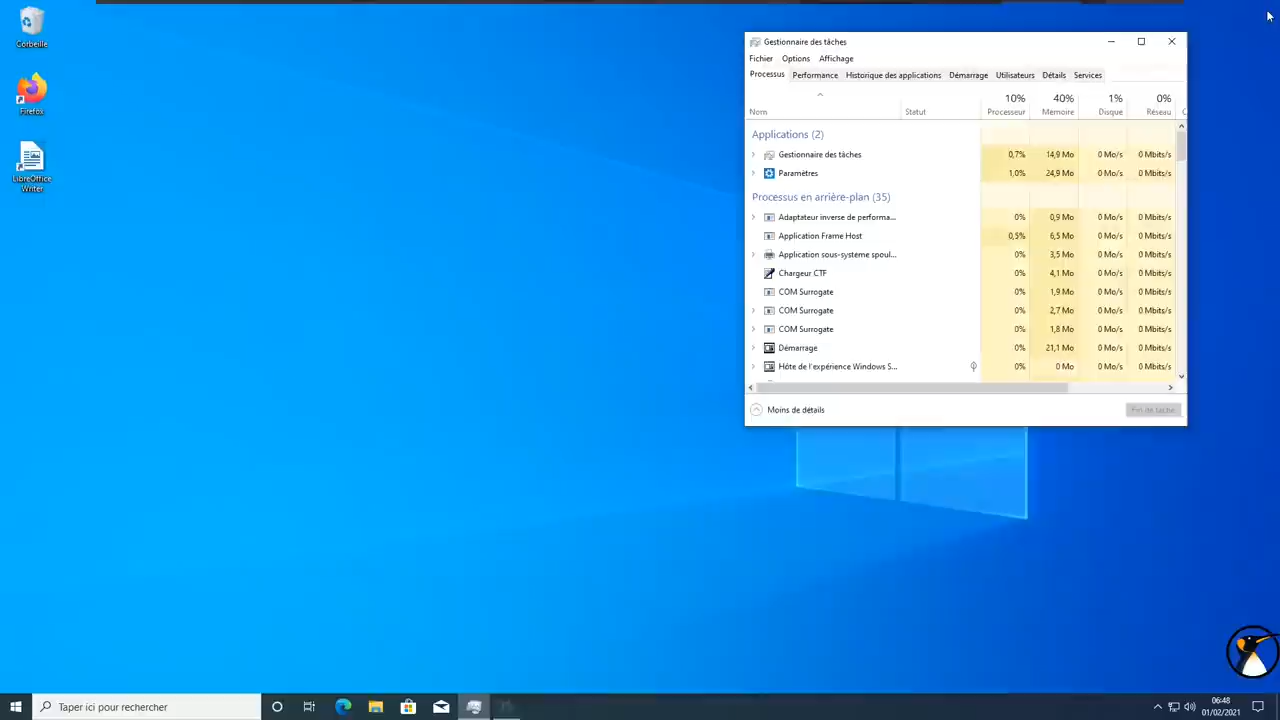 Corbeille
Firefox
LibreOffice
Writer
Gestionnaire des tâches
Fichier Options Affichage
Processus Performance Historique des applications Démarrage Utilisateurs Détails Services
10% 40% 1% 0%
Nom Statut Processeur Mémoire Disque Réseau C
Applications (2)
Gestionnaire des tâches 0,7% 14,9 Mo 0 Mo/s 0 Mbits/s
Paramètres 1,0% 24,9 Mo 0 Mo/s 0 Mbits/s
Processus en arrière-plan (35)
Adaptateur inverse de performa... 0% 0,9 Mo 0 Mo/s 0 Mbits/s
Application Frame Host 0,5% 6,5 Mo 0 Mo/s 0 Mbits/s
Application sous-système spoul... 0% 3,5 Mo 0 Mo/s 0 Mbits/s
Chargeur CTF 0% 4,1 Mo 0 Mo/s 0 Mbits/s
COM Surrogate 0% 1,9 Mo 0 Mo/s 0 Mbits/s
COM Surrogate 0% 2,7 Mo 0 Mo/s 0 Mbits/s
COM Surrogate 0% 1,8 Mo 0 Mo/s 0 Mbits/s
Démarrage 0% 21,1 Mo 0 Mo/s 0 Mbits/s
Hôte de l'expérience Windows S... 0% 0 Mo 0 Mo/s 0 Mbits/s
Moins de détails Fin de tâche
Taper ici pour rechercher
06:48
01/02/2021